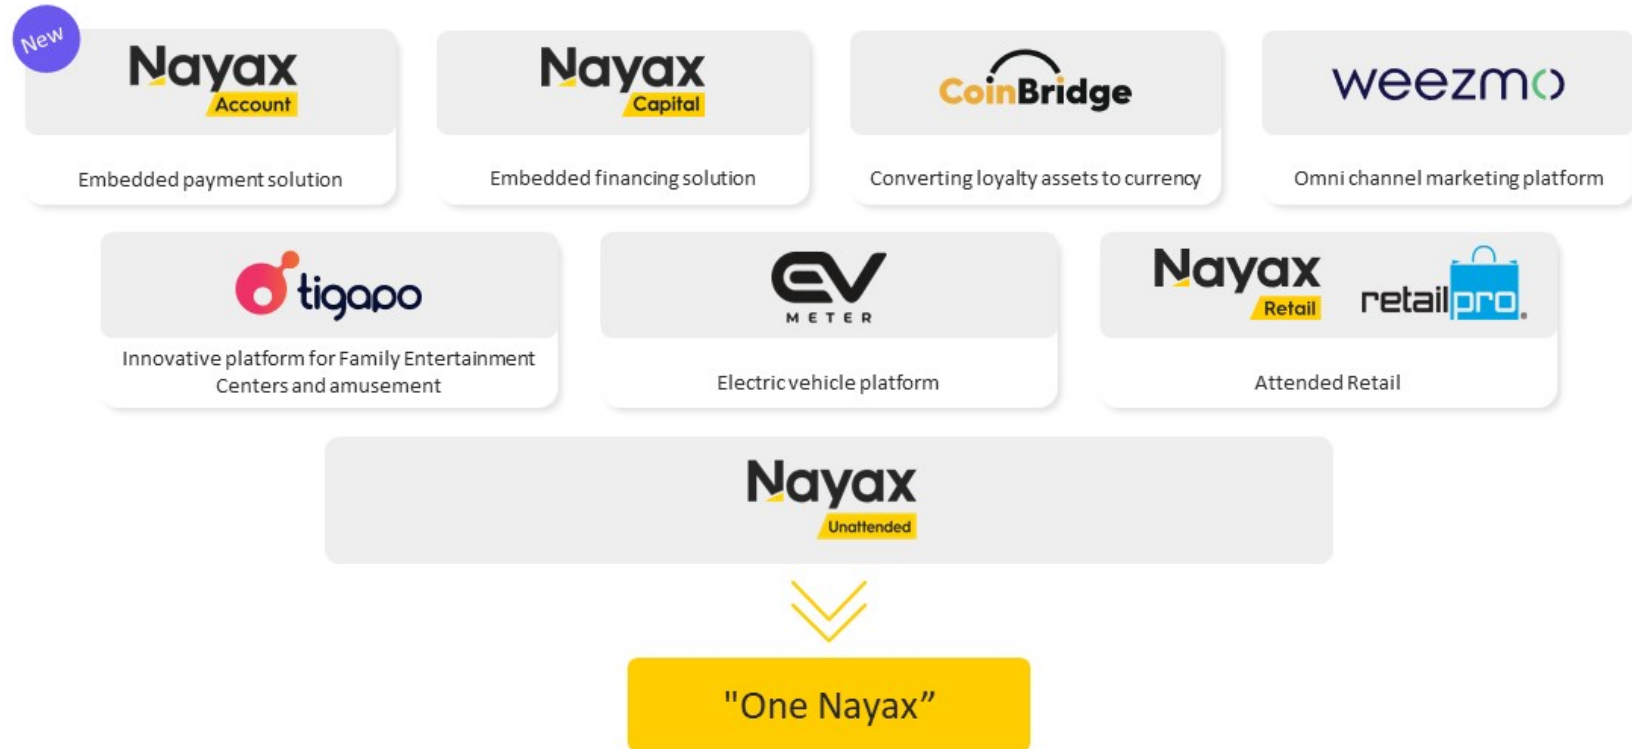 New
Nayax
Account
Embedded payment solution
Nayax
Capital
Embedded financing solution
CoinBridge
Converting loyalty assets to currency
weezmo
Omni channel marketing platform
tigapo
Innovative platform for Family Entertainment
Centers and amusement
EV
METER
Electric vehicle platform
Nayax
Retail
retail pro®
Attended Retail
Nayax
Unattended
"One Nayax”